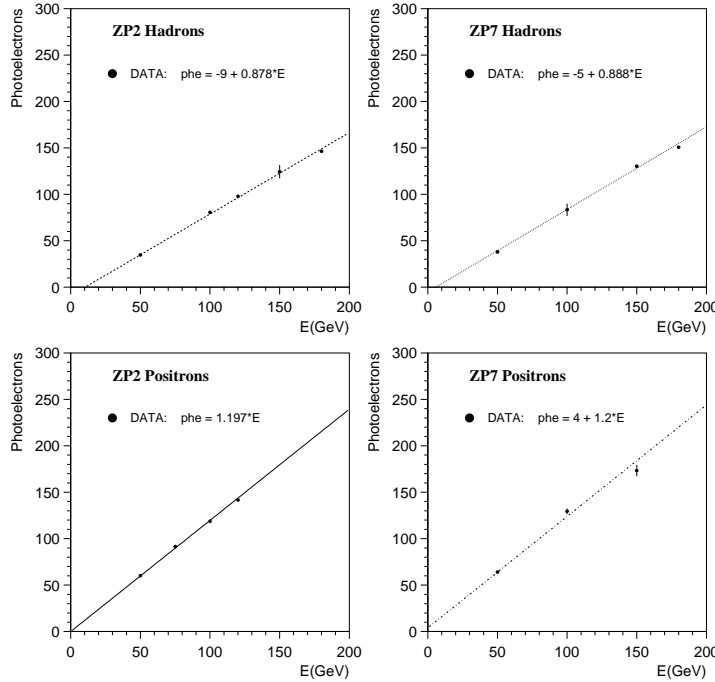 ZP2 Hadrons
DATA: phe = -9 + 0.878*E
Photoelectrons
300
250
200
150
100
50
0
0 50 100 150 200
E(GeV)
ZP7 Hadrons
DATA: phe = -5 + 0.888*E
Photoelectrons
300
250
200
150
100
50
0
0 50 100 150 200
E(GeV)
ZP2 Positrons
DATA: phe = 1.197*E
Photoelectrons
300
250
200
150
100
50
0
0 50 100 150 200
E(GeV)
ZP7 Positrons
DATA: phe = 4 + 1.2*E
Photoelectrons
300
250
200
150
100
50
0
0 50 100 150 200
E(GeV)